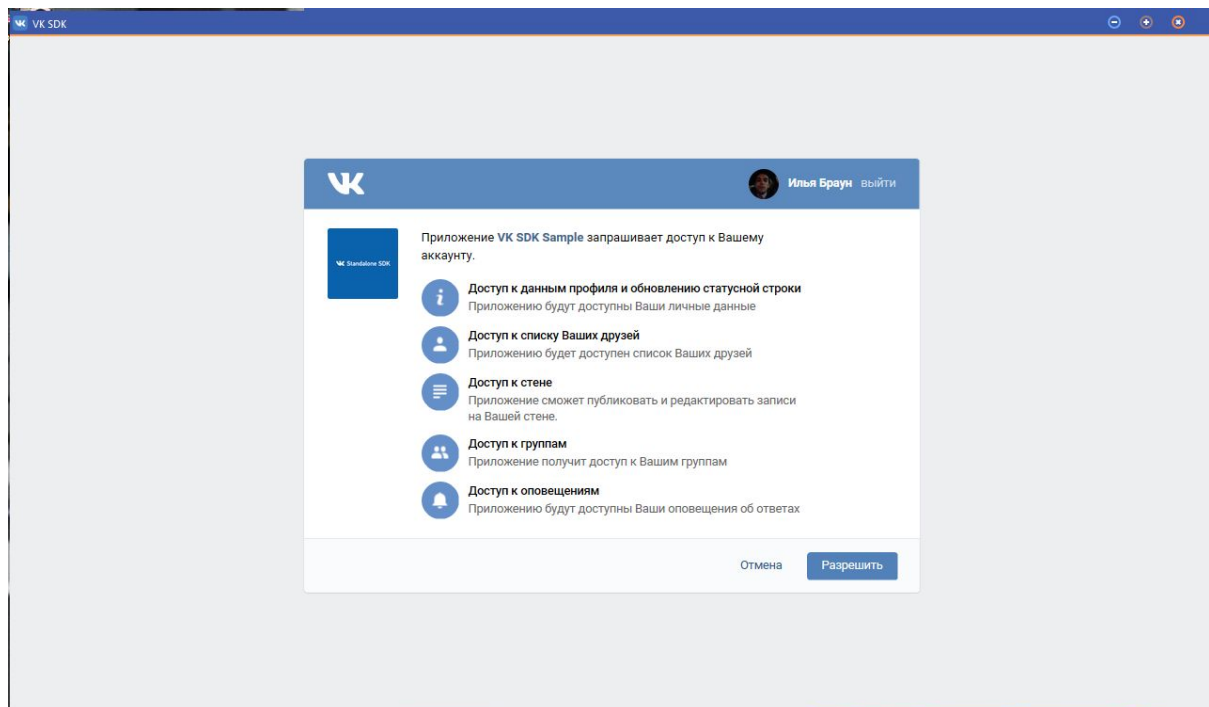 VK SDK
Илья Браун выйти
Приложение VK SDK Sample запрашивает доступ к Вашему
аккаунту.
Standalone SDK
Доступ к данным профиля и обновлению статусной строки
Приложению будут доступны Ваши личные данные
Доступ к списку Ваших друзей
Приложению будет доступен список Ваших друзей
Доступ к стене
Приложение сможет публиковать и редактировать записи
на Вашей стене.
Доступ к группам
Приложение получит доступ к Вашим группам
Доступ к оповещениям
Приложению будут доступны Ваши оповещения об ответах
Отмена Разрешить